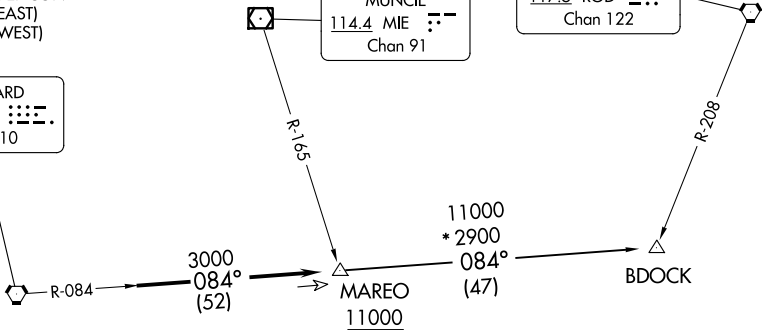 EAST)
WEST)
MUNCIE
114.4 MIE
Chan 91
ROD
Chan 122
ARD
10
R-165
R-208
R-084
3000
084°
(52)
MAREO
11000
11000
*2900
084°
(47)
BDOCK